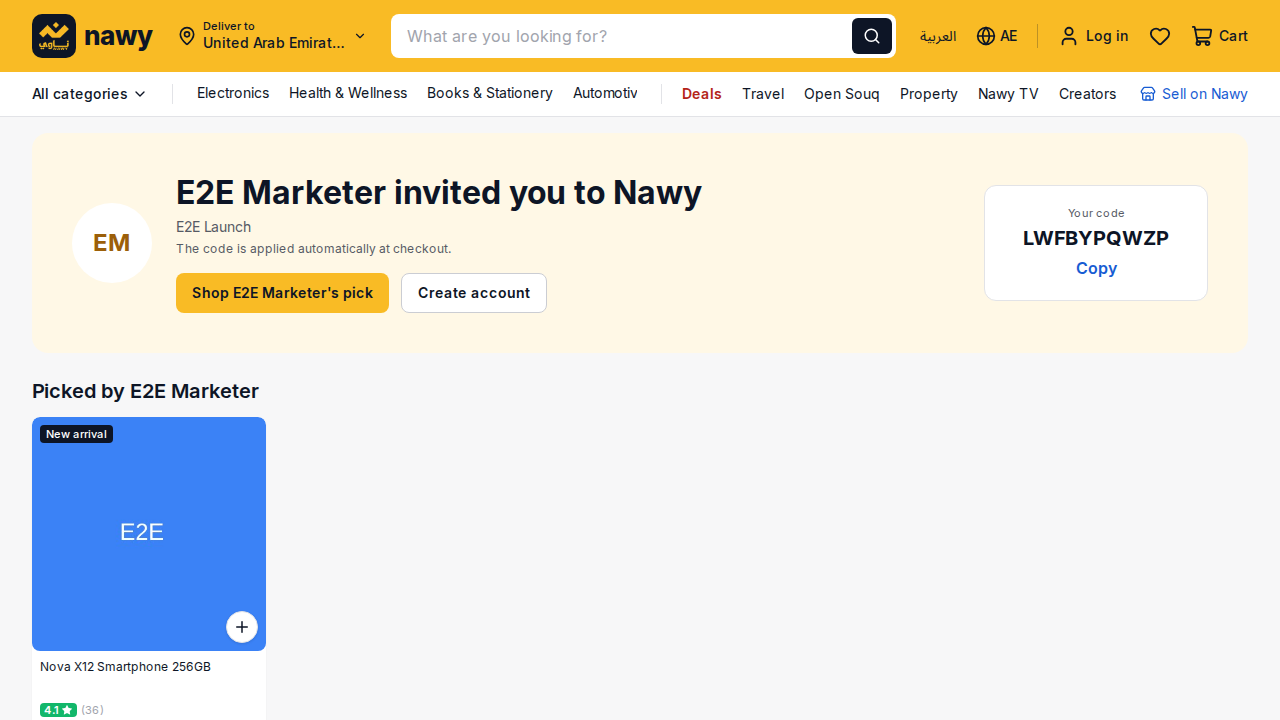 نـاوي
NAWY
nawy
Deliver to
United Arab Emirat...
What are you looking for?
العربية
AE
Log in
Cart
All categories
Electronics
Health & Wellness
Books & Stationery
Automotiv
Deals
Travel
Open Souq
Property
Nawy TV
Creators
Sell on Nawy
EM
E2E Marketer invited you to Nawy
E2E Launch
The code is applied automatically at checkout.
Shop E2E Marketer's pick
Create account
Your code
LWFBYPQWZP
Copy
Picked by E2E Marketer
New arrival
E2E
Nova X12 Smartphone 256GB
4.1 ★ (36)